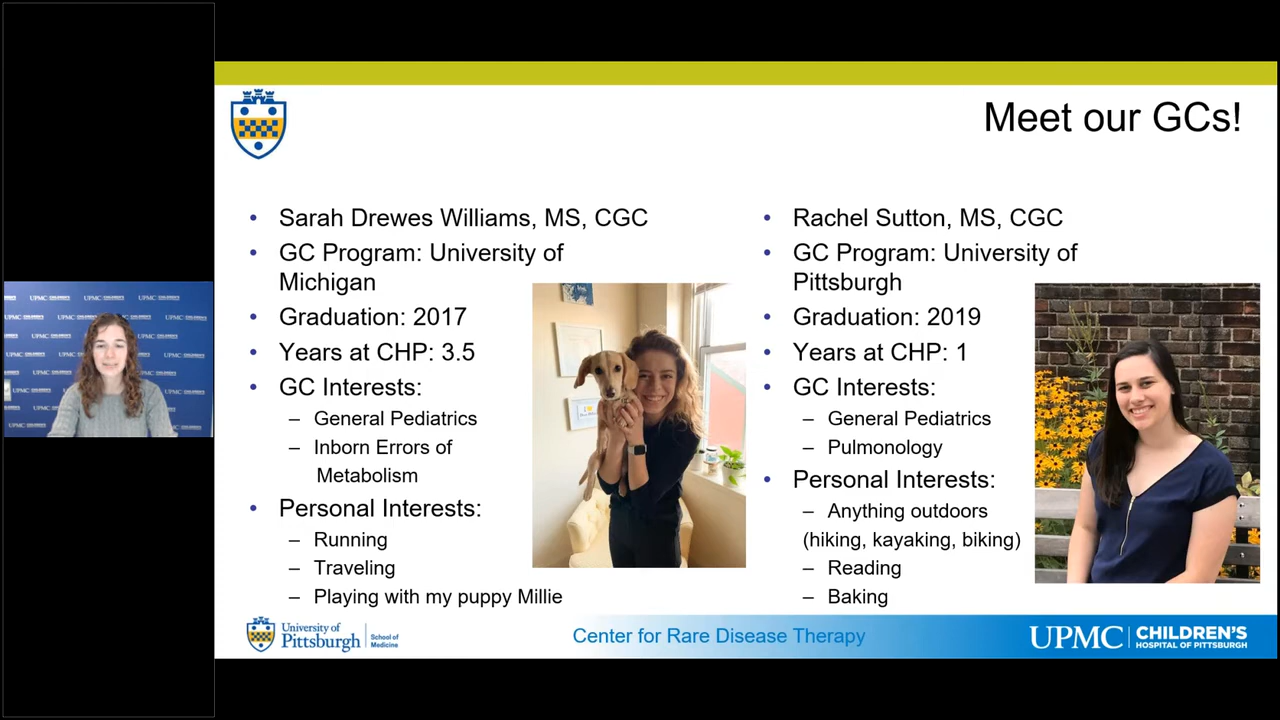 Meet our GCs!
• Sarah Drewes Williams, MS, CGC
• GC Program: University of
Michigan
• Graduation: 2017
• Years at CHP: 3.5
• GC Interests:
– General Pediatrics
– Inborn Errors of
Metabolism
• Personal Interests:
– Running
– Traveling
– Playing with my puppy Millie
• Rachel Sutton, MS, CGC
• GC Program: University of
Pittsburgh
• Graduation: 2019
• Years at CHP: 1
• GC Interests:
– General Pediatrics
– Pulmonology
• Personal Interests:
– Anything outdoors
(hiking, kayaking, biking)
– Reading
– Baking
University of
Pittsburgh
School of
Medicine
Center for Rare Disease Therapy
UPMC
CHILDREN'S
HOSPITAL OF PITTSBURGH